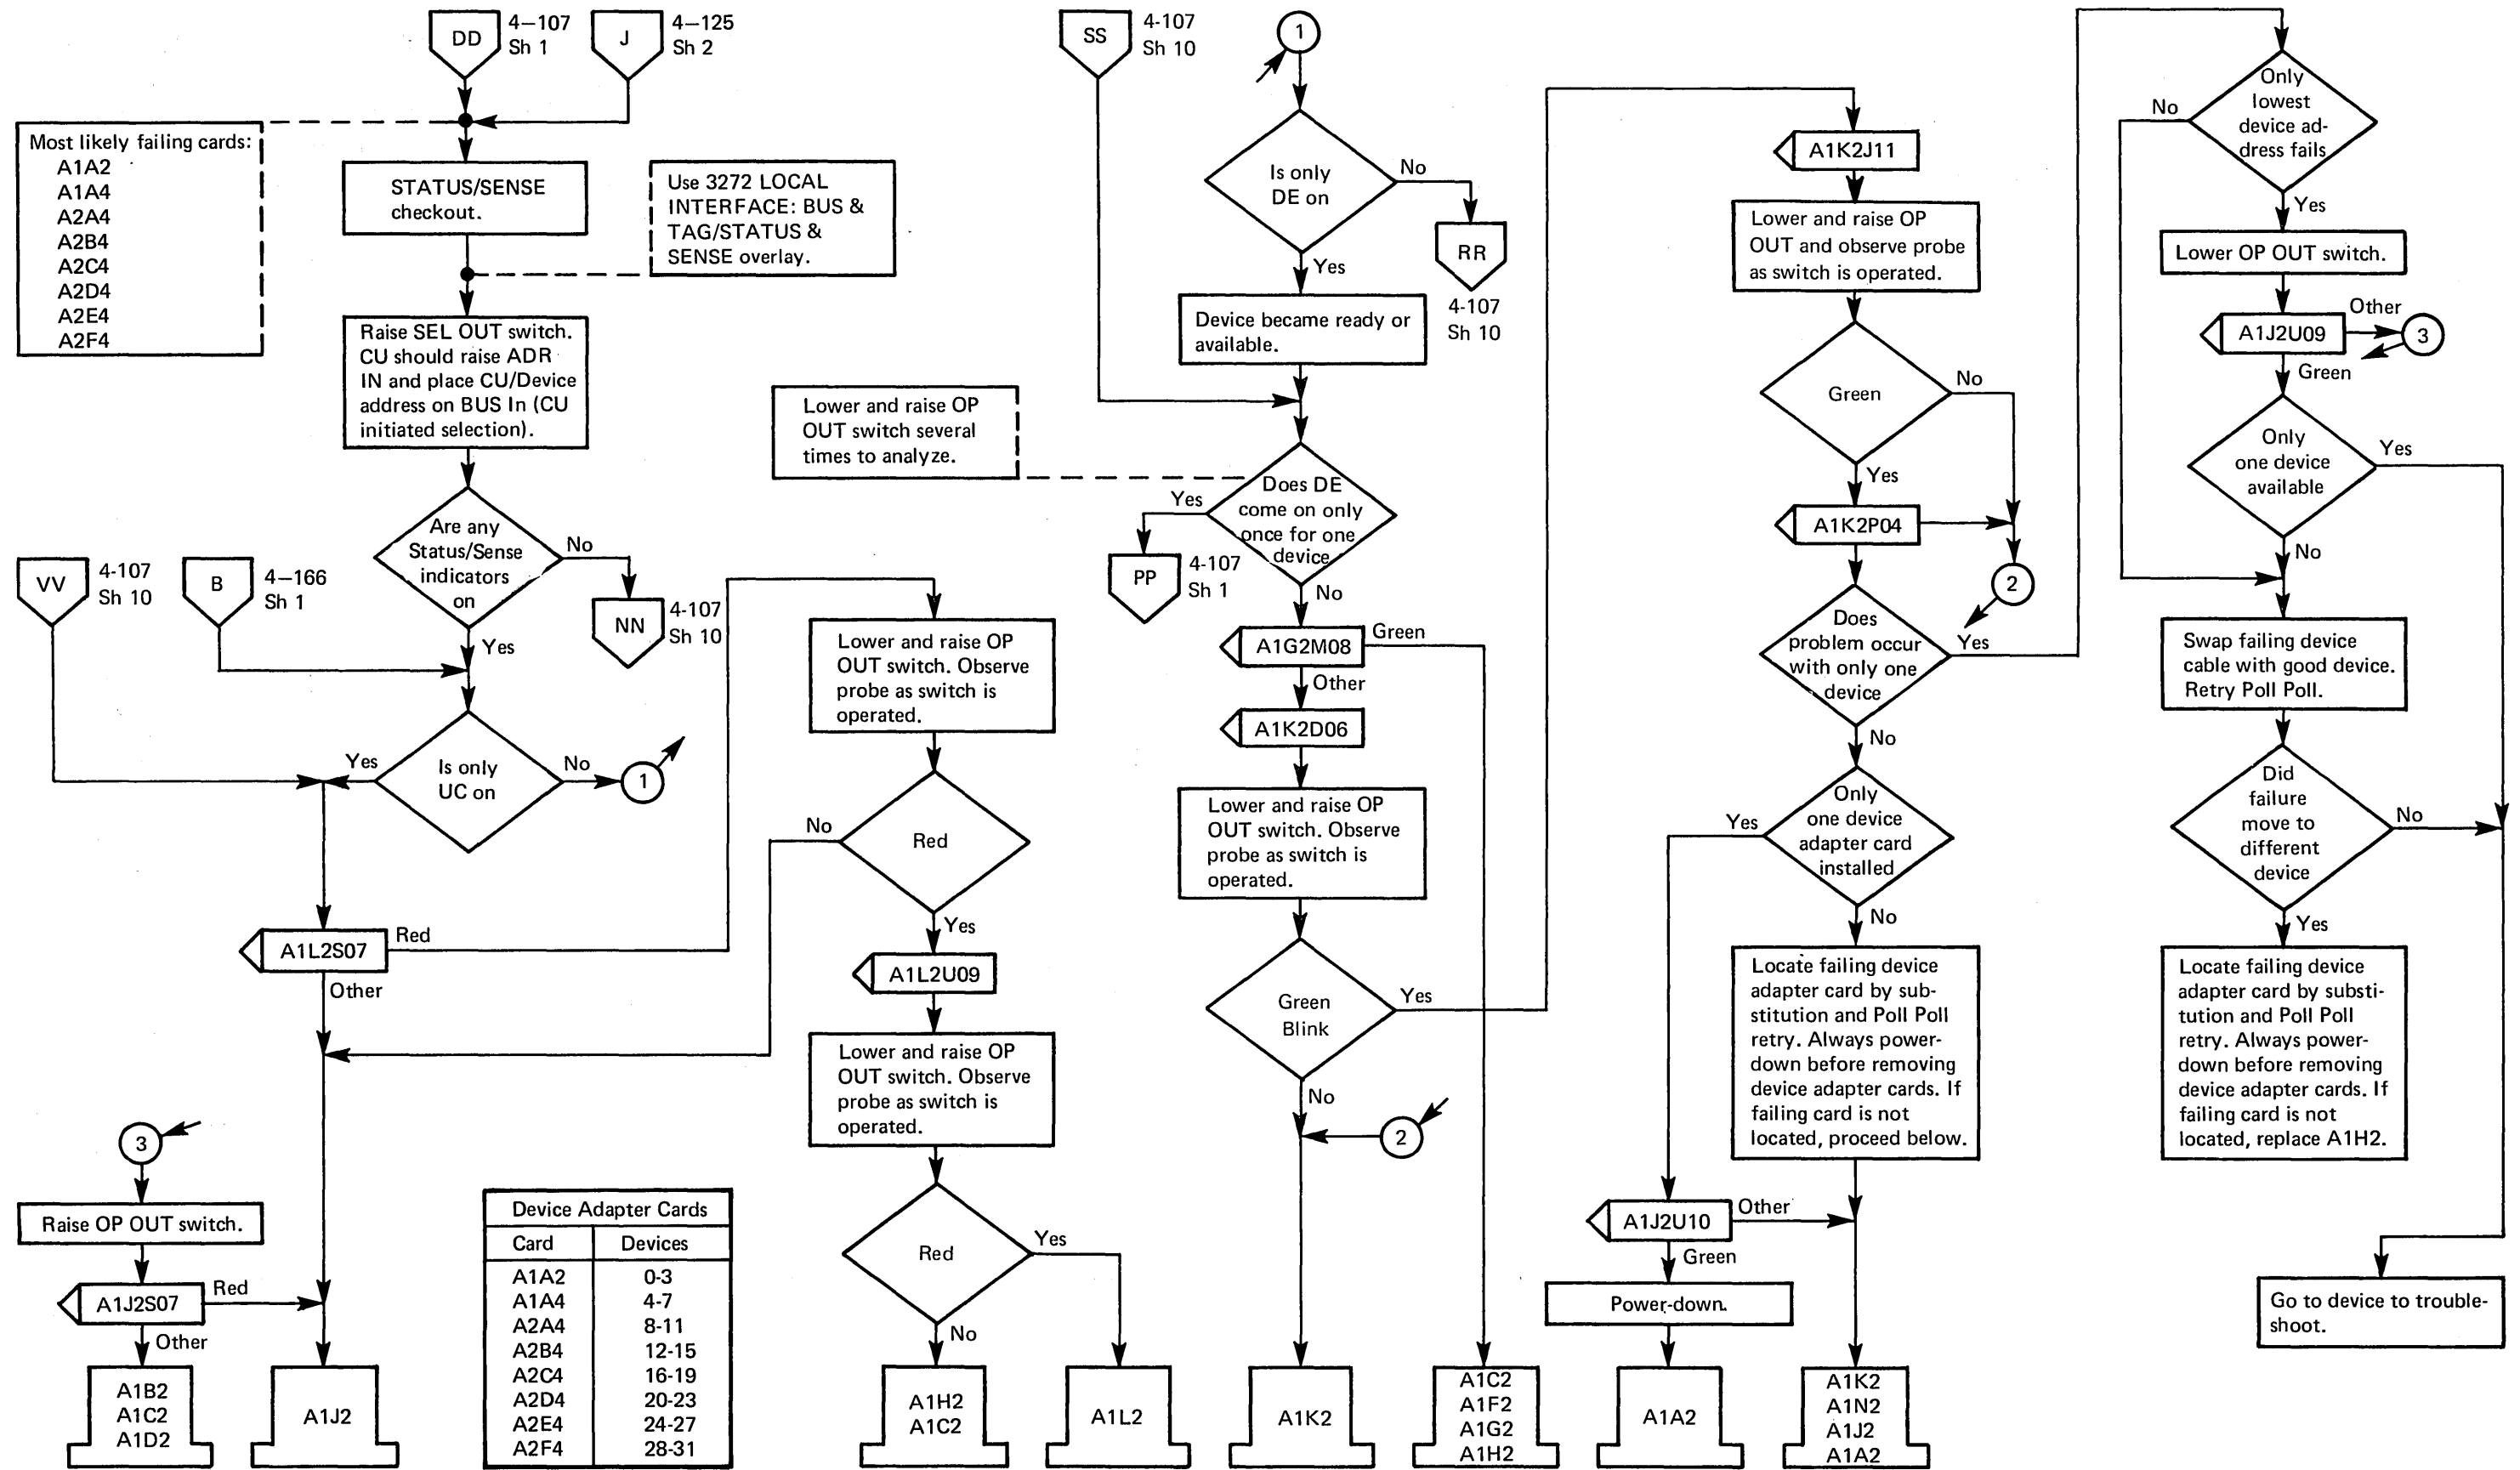 DD
4–107
Sh 1
J
4–125
Sh 2
Most likely failing cards:
A1A2
A1A4
A2A4
A2B4
A2C4
A2D4
A2E4
A2F4
STATUS/SENSE
checkout.
Use 3272 LOCAL
INTERFACE: BUS &
TAG/STATUS &
SENSE overlay.
Raise SEL OUT switch.
CU should raise ADR
IN and place CU/Device
address on BUS In (CU
initiated selection).
Are any
Status/Sense
indicators
on
No
NN
4-107
Sh 10
Yes
VV
4-107
Sh 10
B
4–166
Sh 1
Is only
UC on
Yes
No
1
A1L2S07
Red
Other
3
Raise OP OUT switch.
A1J2S07
Red
Other
A1B2
A1C2
A1D2
A1J2
Device Adapter Cards
Card Devices
A1A2 0-3
A1A4 4-7
A2A4 8-11
A2B4 12-15
A2C4 16-19
A2D4 20-23
A2E4 24-27
A2F4 28-31
Lower and raise OP
OUT switch. Observe
probe as switch is
operated.
Red
No
Yes
A1L2U09
Lower and raise OP
OUT switch. Observe
probe as switch is
operated.
Red
Yes
No
A1H2
A1C2
A1L2
SS
4-107
Sh 10
1
Is only
DE on
No
RR
4-107
Sh 10
Yes
Device became ready or
available.
Lower and raise OP
OUT switch several
times to analyze.
Does DE
come on only
once for one
device
Yes
PP
4-107
Sh 1
No
A1G2M08
Green
Other
A1K2D06
Lower and raise OP
OUT switch. Observe
probe as switch is
operated.
Green
Blink
Yes
No
2
A1K2
A1C2
A1F2
A1G2
A1H2
A1K2J11
Lower and raise OP
OUT and observe probe
as switch is operated.
Green
No
Yes
A1K2P04
2
Does
problem occur
with only one
device
Yes
No
Only
one device
adapter card
installed
Yes
No
Locate failing device
adapter card by sub-
stitution and Poll Poll
retry. Always power-
down before removing
device adapter cards. If
failing card is not
located, proceed below.
A1J2U10
Other
Green
Power-down.
A1A2
A1K2
A1N2
A1J2
A1A2
Only
lowest
device ad-
dress fails
No
Yes
Lower OP OUT switch.
A1J2U09
Other
3
Green
Only
one device
available
Yes
No
Swap failing device
cable with good device.
Retry Poll Poll.
Did
failure
move to
different
device
No
Yes
Locate failing device
adapter card by substi-
tution and Poll Poll
retry. Always power-
down before removing
device adapter cards. If
failing card is not
located, replace A1H2.
Go to device to trouble-
shoot.